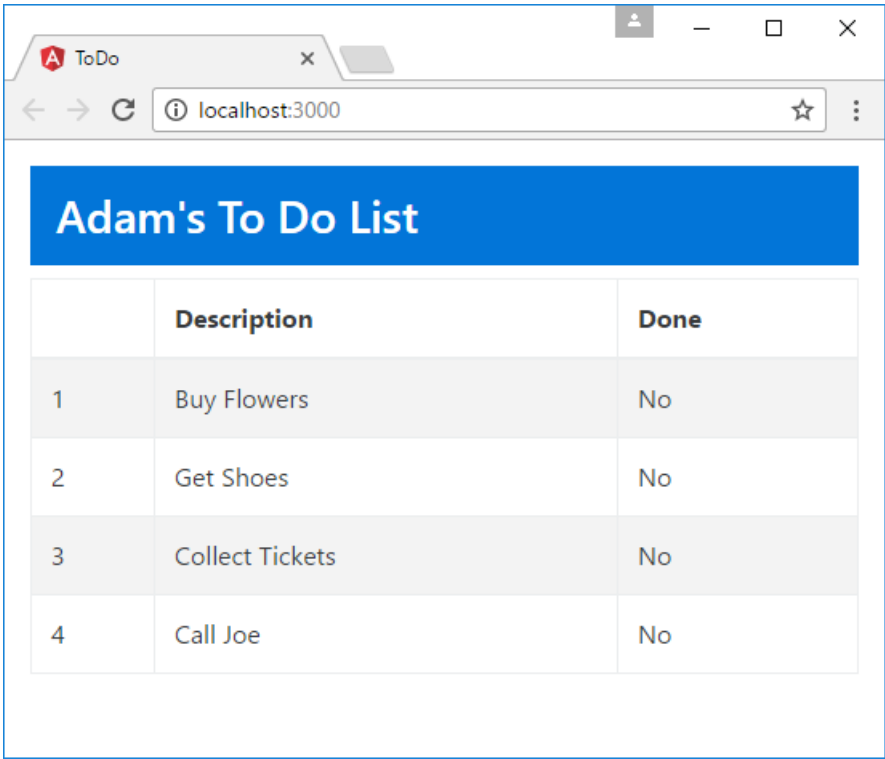 ToDo
localhost:3000
Adam's To Do List
Description Done
1 Buy Flowers No
2 Get Shoes No
3 Collect Tickets No
4 Call Joe No